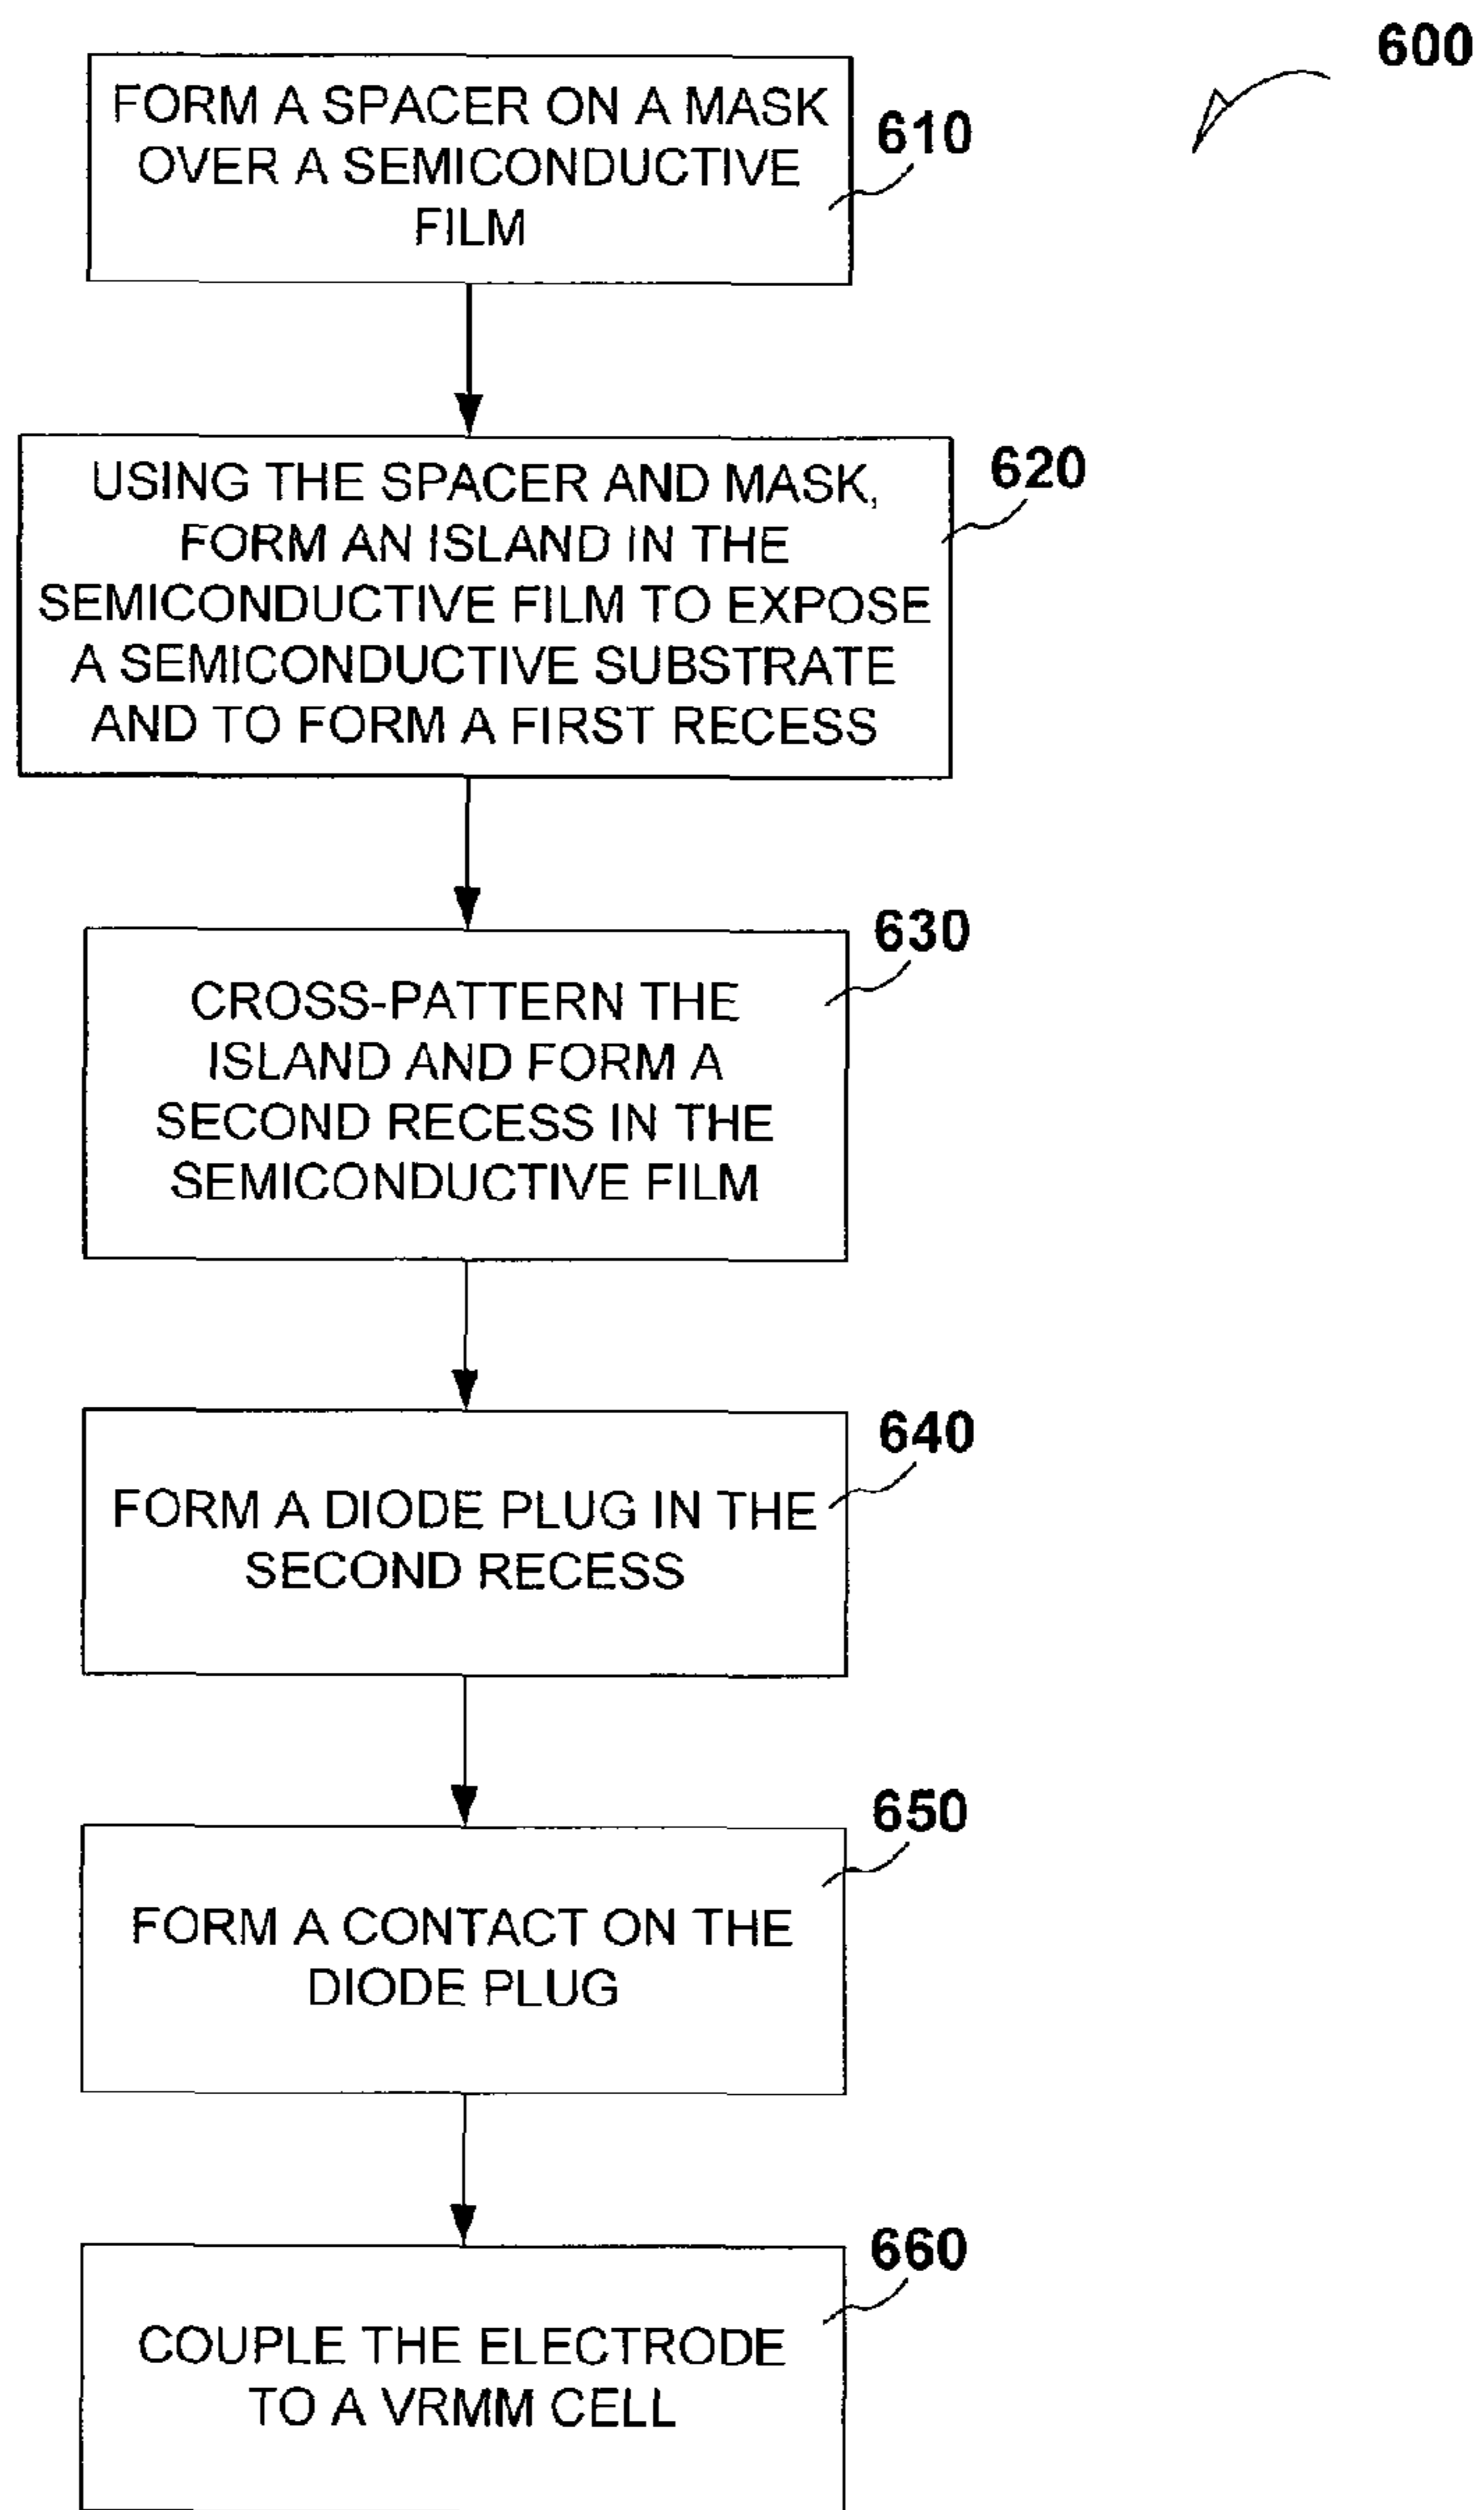 600
FORM A SPACER ON A MASK
OVER A SEMICONDUCTIVE
FILM
610
USING THE SPACER AND MASK,
FORM AN ISLAND IN THE
SEMICONDUCTIVE FILM TO EXPOSE
A SEMICONDUCTIVE SUBSTRATE
AND TO FORM A FIRST RECESS
620
CROSS-PATTERN THE
ISLAND AND FORM A
SECOND RECESS IN THE
SEMICONDUCTIVE FILM
630
FORM A DIODE PLUG IN THE
SECOND RECESS
640
FORM A CONTACT ON THE
DIODE PLUG
650
COUPLE THE ELECTRODE
TO A VRMM CELL
660